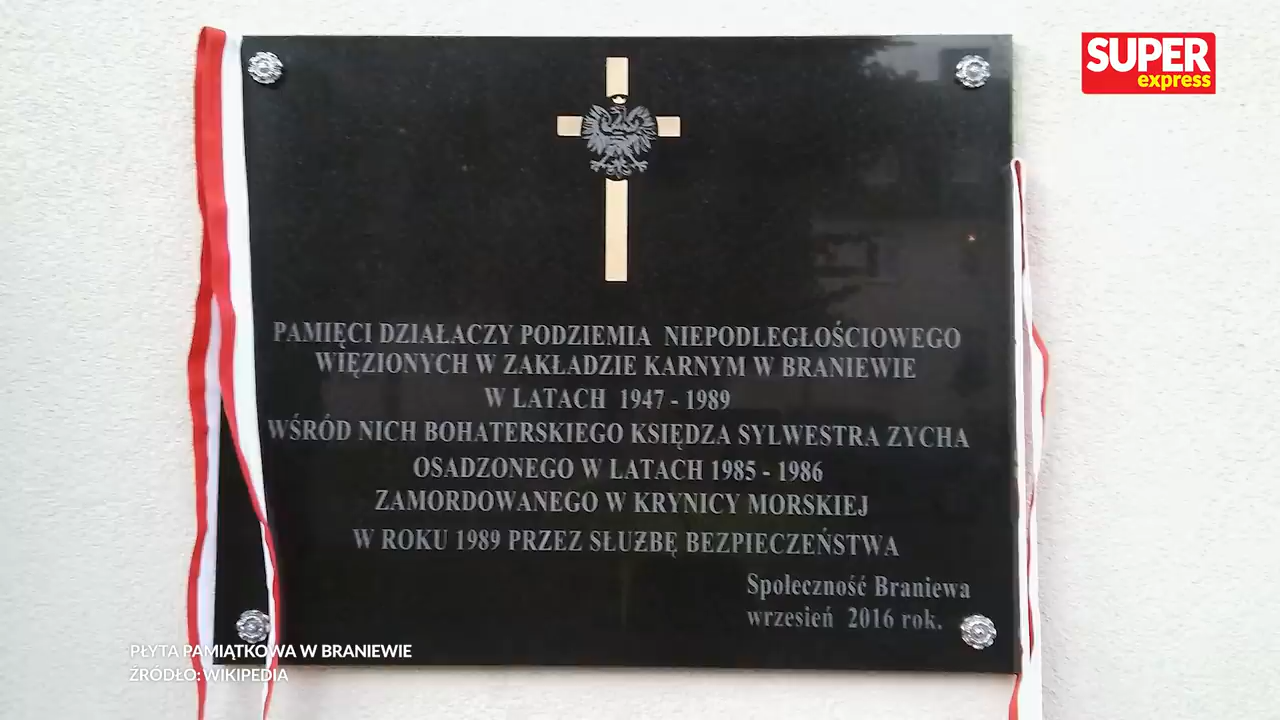 SUPER
express
PAMIĘCI DZIAŁACZY PODZIEMIA NIEPODLEGŁOŚCIOWEGO
WIĘZIONYCH W ZAKŁADZIE KARNYM W BRANIEWIE
W LATACH 1947 - 1989
WŚRÓD NICH BOHATERSKIEGO KSIĘDZA SYLWESTRA ZYCHA
OSADZONEGO W LATACH 1985 - 1986
ZAMORDOWANEGO W KRYNICY MORSKIEJ
W ROKU 1989 PRZEZ SŁUŻBĘ BEZPIECZEŃSTWA
Społeczność Braniewa
wrzesień 2016 rok.
PŁYTA PAMIĄTKOWA W BRANIEWIE
ŹRÓDŁO: WIKIPEDIA